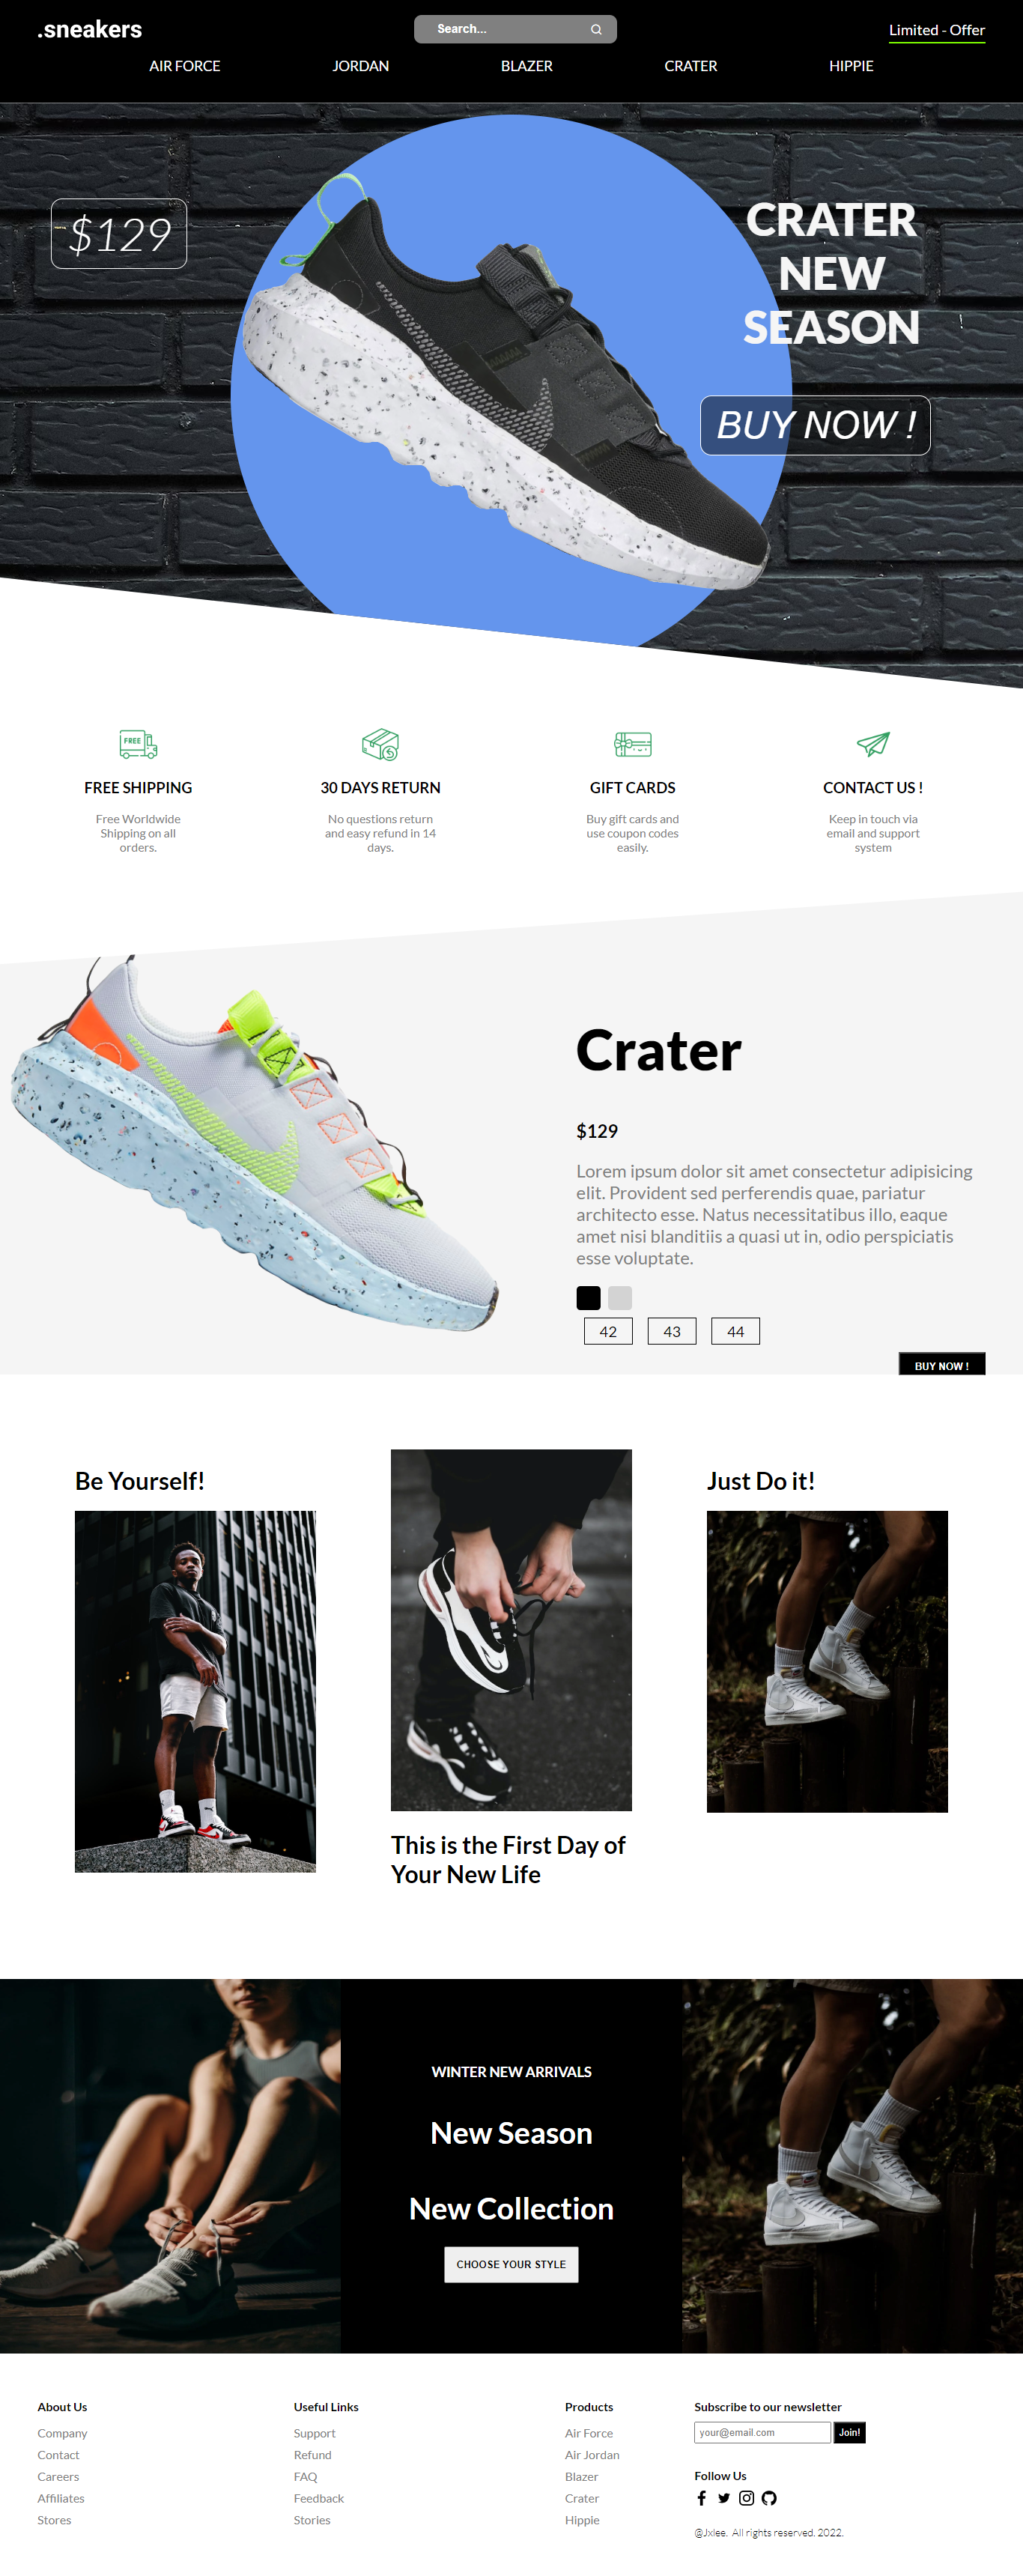 .sneakers
Search...
Limited - Offer
AIR FORCE
JORDAN
BLAZER
CRATER
HIPPIE
$129
CRATER
NEW
SEASON
BUY NOW !
FREE
FREE SHIPPING
Free Worldwide
Shipping on all
orders.
30 DAYS RETURN
No questions return
and easy refund in 14
days.
GIFT CARDS
Buy gift cards and
use coupon codes
easily.
CONTACT US !
Keep in touch via
email and support
system
Crater
$129
Lorem ipsum dolor sit amet consectetur adipisicing
elit. Provident sed perferendis quae, pariatur
architecto esse. Natus necessitatibus illo, eaque
amet nisi blanditiis a quasi ut in, odio perspiciatis
esse voluptate.
42
43
44
BUY NOW !
Be Yourself!
This is the First Day of
Your New Life
Just Do it!
WINTER NEW ARRIVALS
New Season
New Collection
CHOOSE YOUR STYLE
About Us
Company
Contact
Careers
Affiliates
Stores
Useful Links
Support
Refund
FAQ
Feedback
Stories
Products
Air Force
Air Jordan
Blazer
Crater
Hippie
Subscribe to our newsletter
your@email.com
Join!
Follow Us
@Jxlee. All rights reserved. 2022.